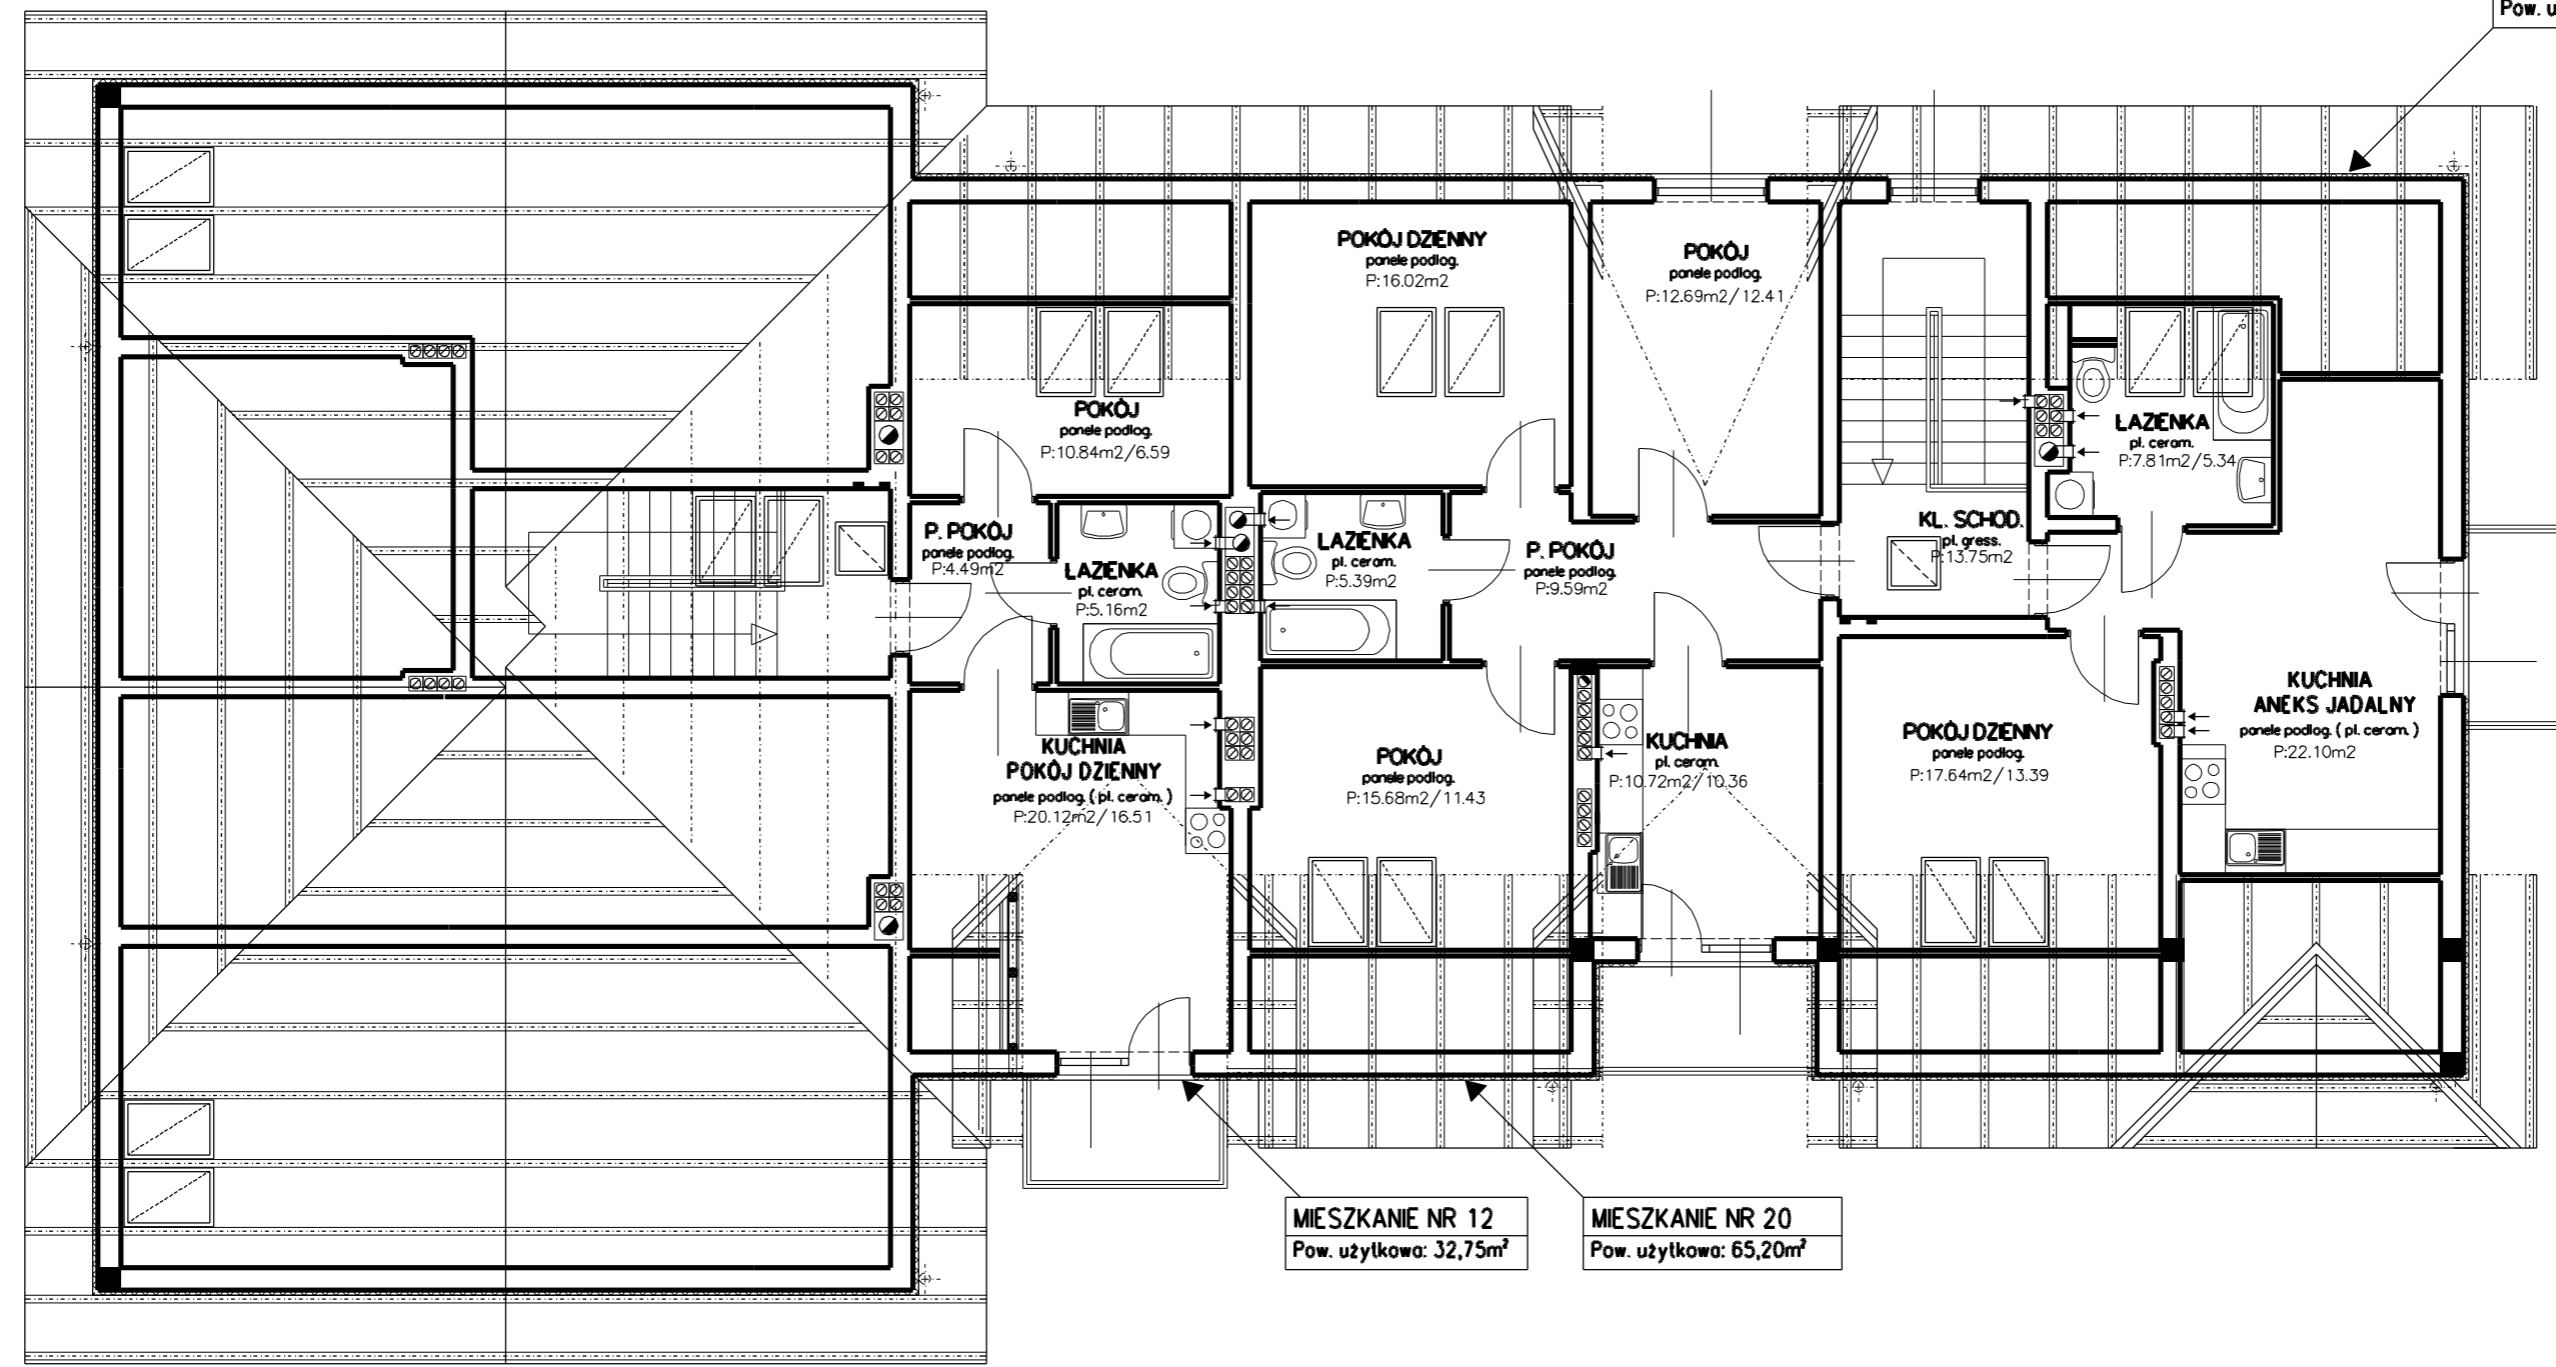 Pow. u
POKÓJ DZIENNY
panele podłog.
P:16.02m2
POKÓJ
panele podłog.
P:12.69m2/12.41
POKÓJ
panele podłog.
P:10.84m2/6.59
ŁAZIENKA
pl. ceram.
P:7.81m2/5.34
P. POKÓJ
panele podłog.
P:4.49m2
ŁAZIENKA
pl. ceram.
P:5.16m2
ŁAZIENKA
pl. ceram.
P:5.39m2
P. POKÓJ
panele podłog.
P:9.59m2
KL. SCHOD.
pl. gress.
P:13.75m2
KUCHNIA
POKÓJ DZIENNY
panele podłog. ( pl. ceram. )
P:20.12m2/16.51
POKÓJ
panele podłog.
P:15.68m2/11.43
KUCHNIA
pl. ceram.
P:10.72m2/10.36
POKÓJ DZIENNY
panele podłog.
P:17.64m2/13.39
KUCHNIA
ANEKS JADALNY
panele podłog. ( pl. ceram. )
P:22.10m2
MIESZKANIE NR 12
Pow. użytkowa: 32,75m²
MIESZKANIE NR 20
Pow. użytkowa: 65,20m²